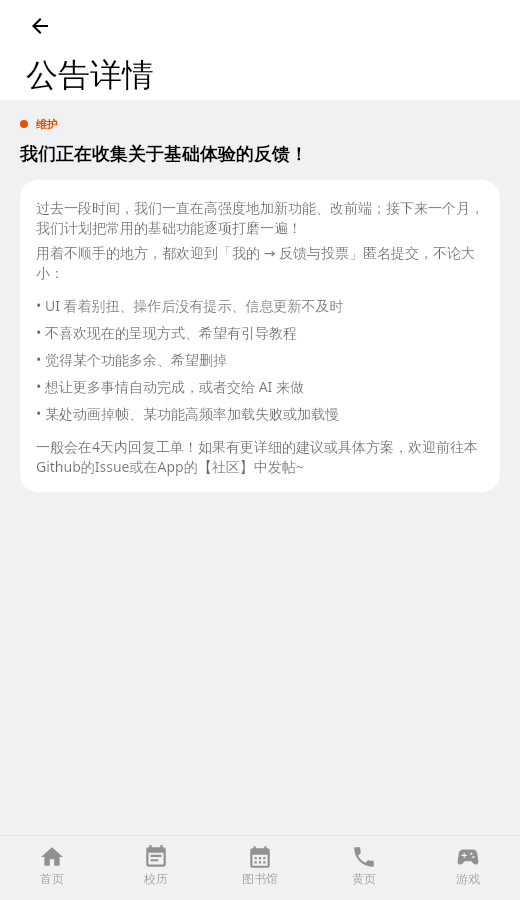 公告详情
维护
我们正在收集关于基础体验的反馈！
过去一段时间，我们一直在高强度地加新功能、改前端；接下来一个月，
我们计划把常用的基础功能逐项打磨一遍！
用着不顺手的地方，都欢迎到「我的 → 反馈与投票」匿名提交，不论大
小：
• UI 看着别扭、操作后没有提示、信息更新不及时
• 不喜欢现在的呈现方式、希望有引导教程
• 觉得某个功能多余、希望删掉
• 想让更多事情自动完成，或者交给 AI 来做
• 某处动画掉帧、某功能高频率加载失败或加载慢
一般会在4天内回复工单！如果有更详细的建议或具体方案，欢迎前往本
Github的Issue或在App的【社区】中发帖~
首页
校历
图书馆
黄页
游戏